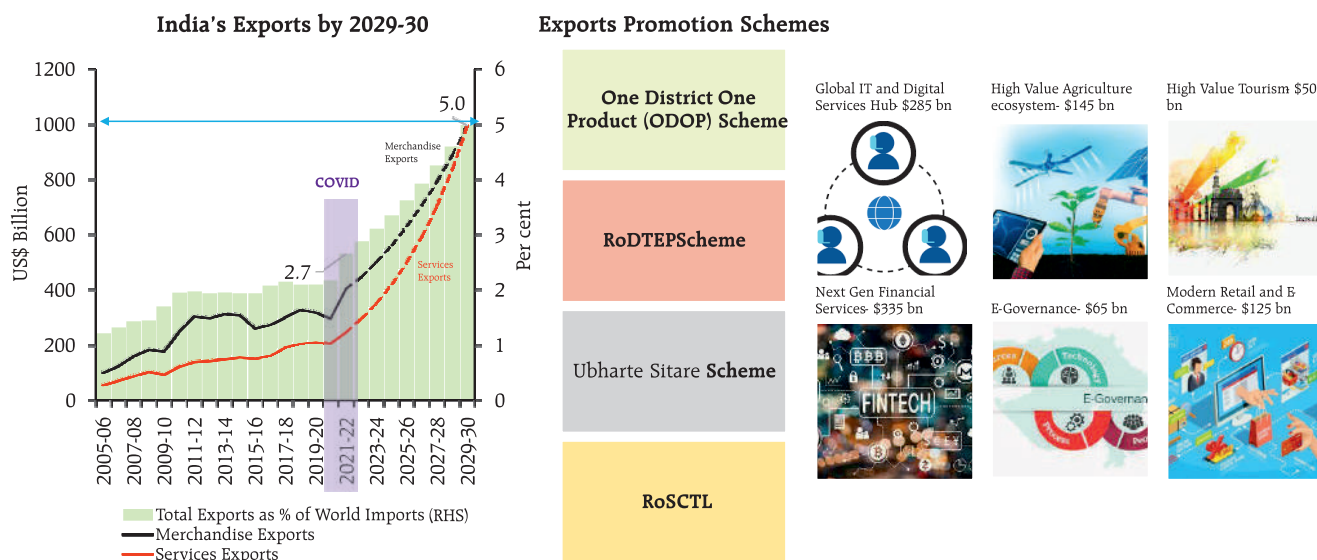 India's Exports by 2029-30
Exports Promotion Schemes
1200
1000
800
600
400
200
0
US$ Billion
6
5
4
3
2
1
0
Per cent
5.0
Merchandise
Exports
COVID
2.7
Services
Exports
2005-06
2007-08
2009-10
2011-12
2013-14
2015-16
2017-18
2019-20
2021-22
2023-24
2025-26
2027-28
2029-30
Total Exports as % of World Imports (RHS)
Merchandise Exports
Services Exports
One District One
Product (ODOP) Scheme
RoDTEPScheme
Ubharte Sitare Scheme
RoSCTL
Global IT and Digital
Services Hub- $285 bn
High Value Agriculture
ecosystem- $145 bn
High Value Tourism- $50
bn
Next Gen Financial
Services- $335 bn
BBB
FINTECH
E-Governance- $65 bn
Technology
E-Governan
Process
Modern Retail and E-
Commerce- $125 bn